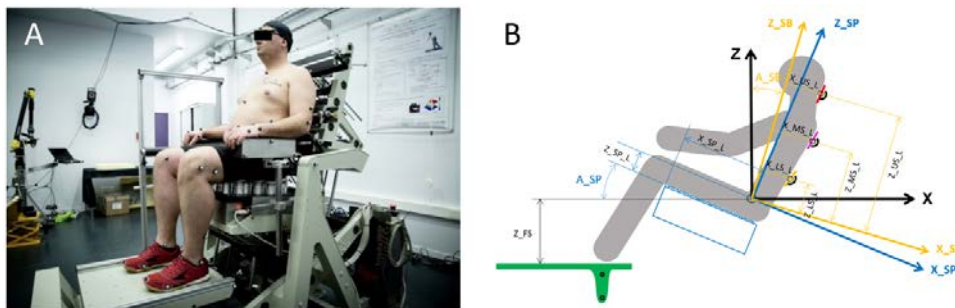 A
B
Z_SB
Z_SP
Z
A_SB
X_US_L
X_MS_L
X_SP_L
Z_SP_L
X_LS_L
Z_US_L
Z_MS_L
Z_LS_L
A_SP
X
Z_FS
X_S
X_SP